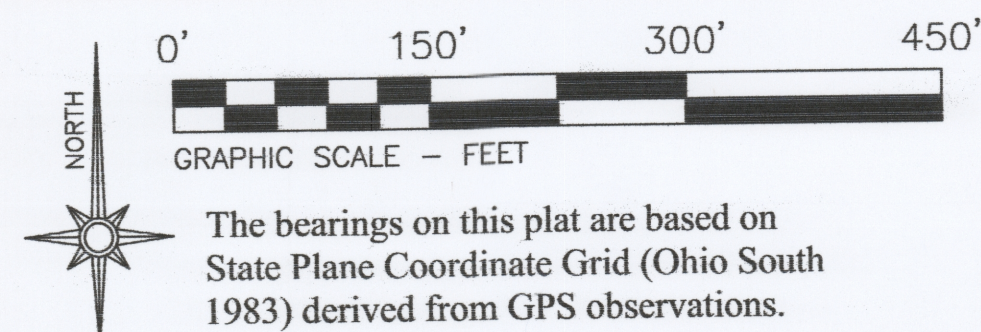 0' 150' 300' 450'
NORTH
GRAPHIC SCALE – FEET
The bearings on this plat are based on
State Plane Coordinate Grid (Ohio South
1983) derived from GPS observations.